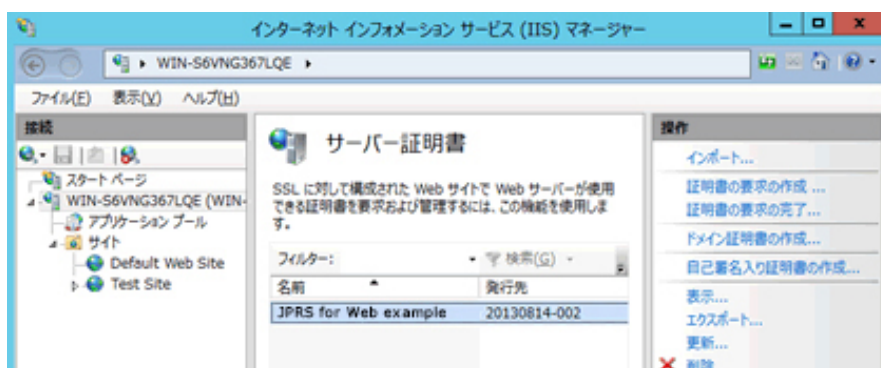 インターネット インフォメーション サービス (IIS) マネージャー
WIN-S6VNG367LQE
ファイル(F) 表示(V) ヘルプ(H)
接続
スタート ページ
WIN-S6VNG367LQE (WIN-
アプリケーション プール
サイト
Default Web Site
Test Site
サーバー証明書
SSL に対して構成された Web サイトで Web サーバーが使用
できる証明書を要求および管理するには、この機能を使用しま
す。
フィルター: 検索(G)
名前 発行先
JPRS for Web example 20130814-002
操作
インポート...
証明書の要求の作成 ...
証明書の要求の完了...
ドメイン証明書の作成...
自己署名入り証明書の作成...
表示...
エクスポート...
更新...
削除